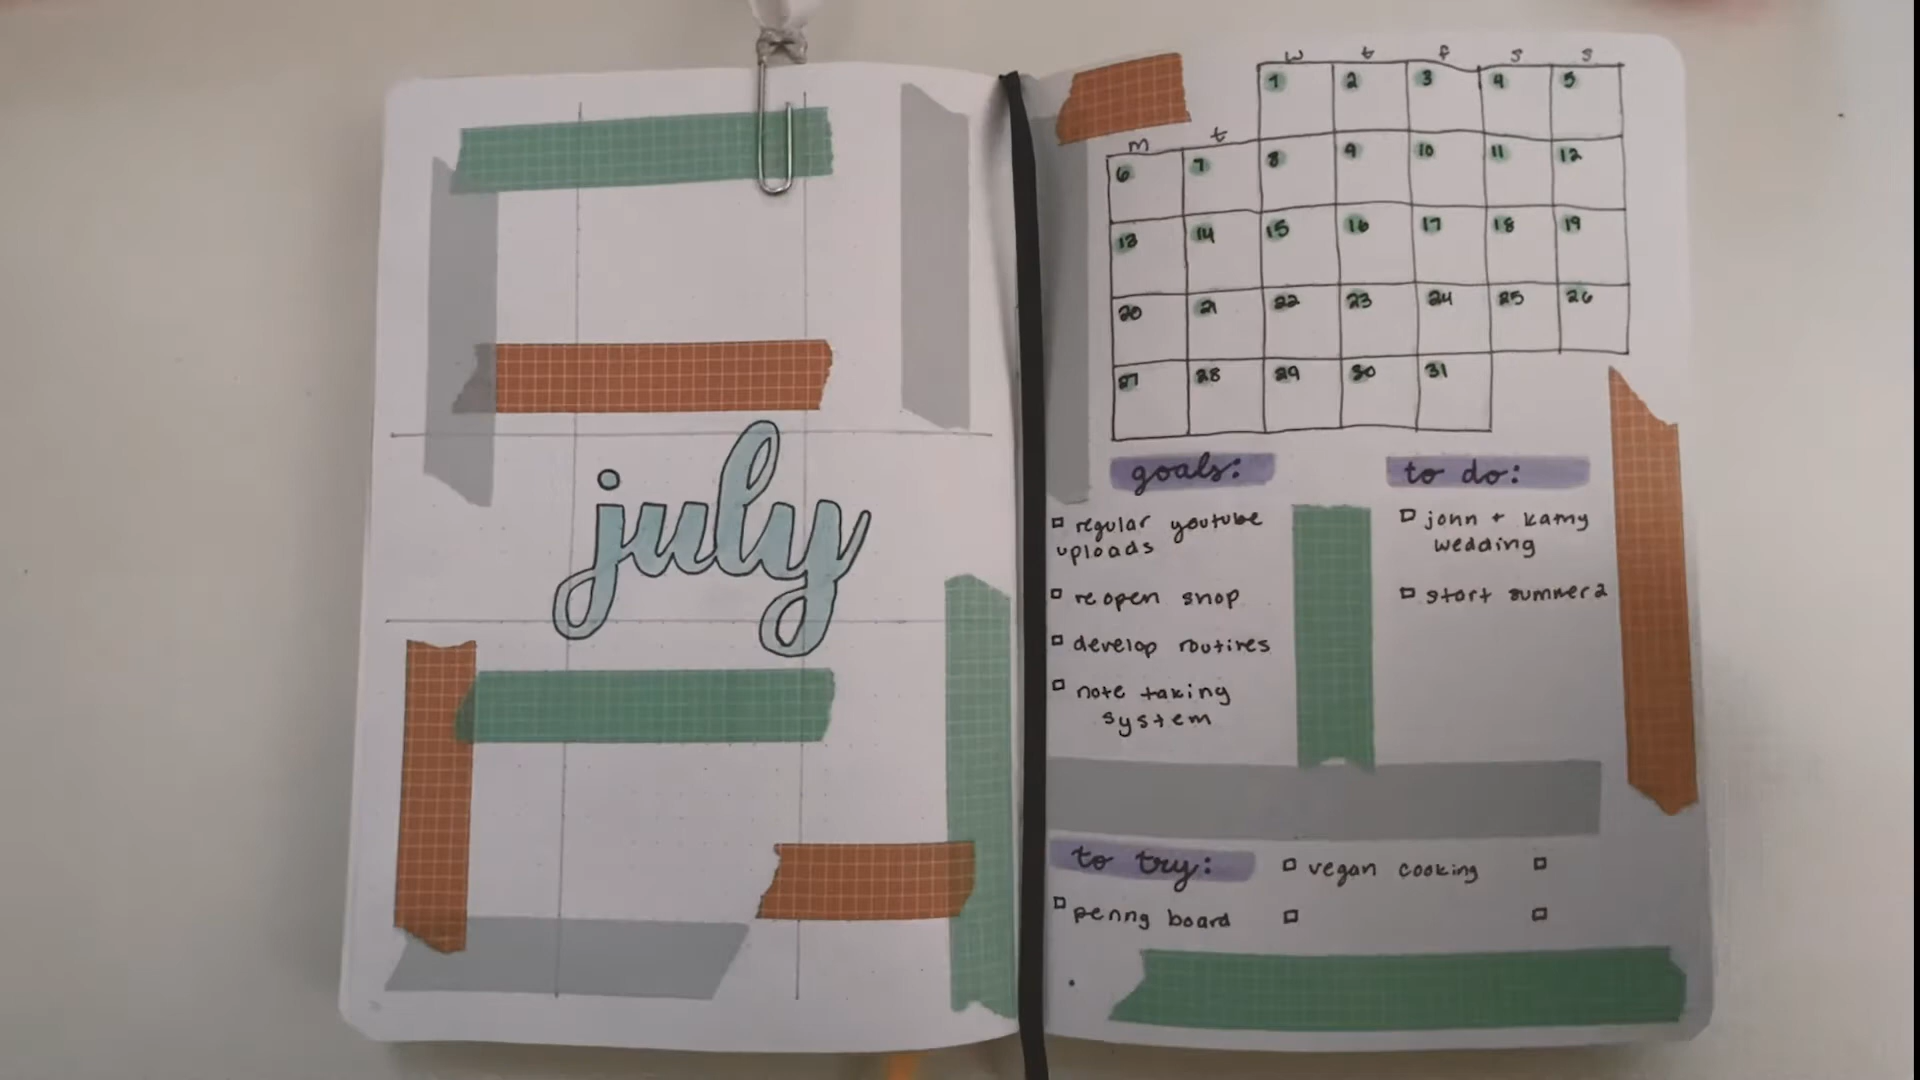 july
w t f s s
1 2 3 4 5
m t
6 7 8 9 10 11 12
13 14 15 16 17 18 19
20 21 22 23 24 25 26
27 28 29 30 31
goals:
regular youtube
uploads
reopen shop
develop routines
note taking
system
to do:
john + kathy
wedding
start summer 2
to try:
penny board
vegan cooking